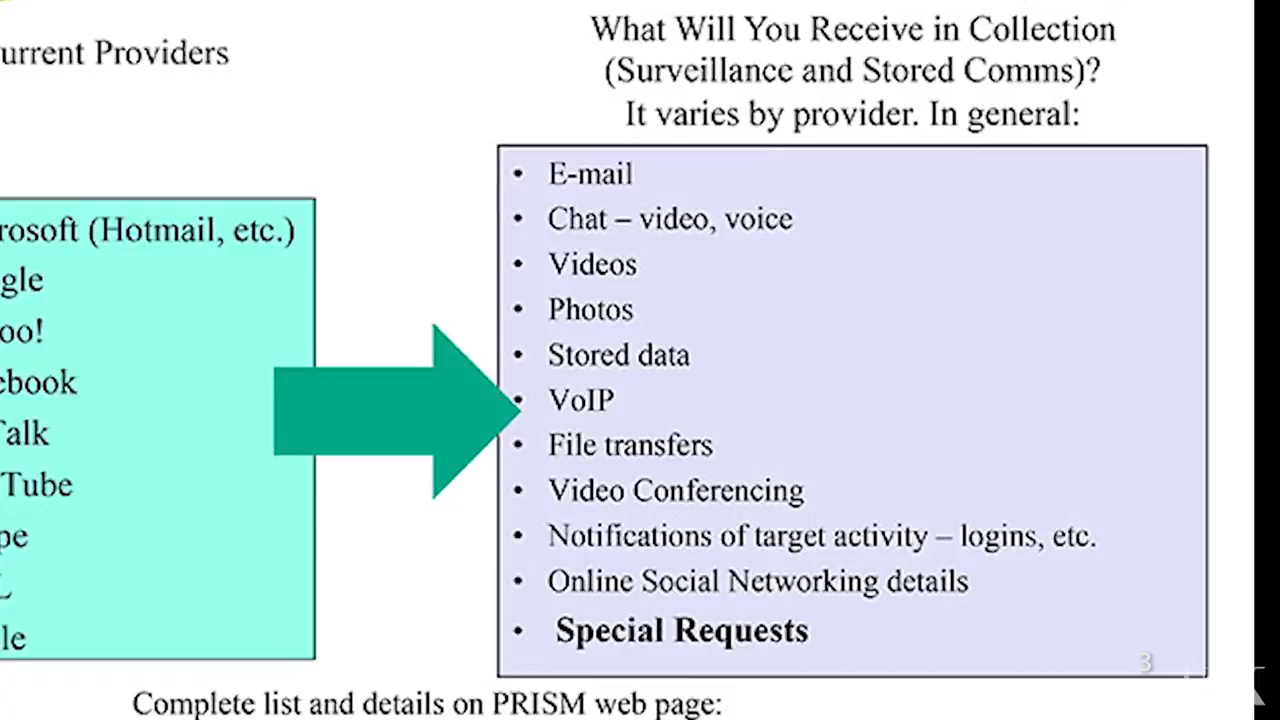 urrent Providers
What Will You Receive in Collection
(Surveillance and Stored Comms)?
It varies by provider. In general:
rosoft (Hotmail, etc.)
gle
oo!
ebook
Talk
Tube
pe
L
le
• E-mail
• Chat – video, voice
• Videos
• Photos
• Stored data
• VoIP
• File transfers
• Video Conferencing
• Notifications of target activity – logins, etc.
• Online Social Networking details
• Special Requests
3
Complete list and details on PRISM web page: